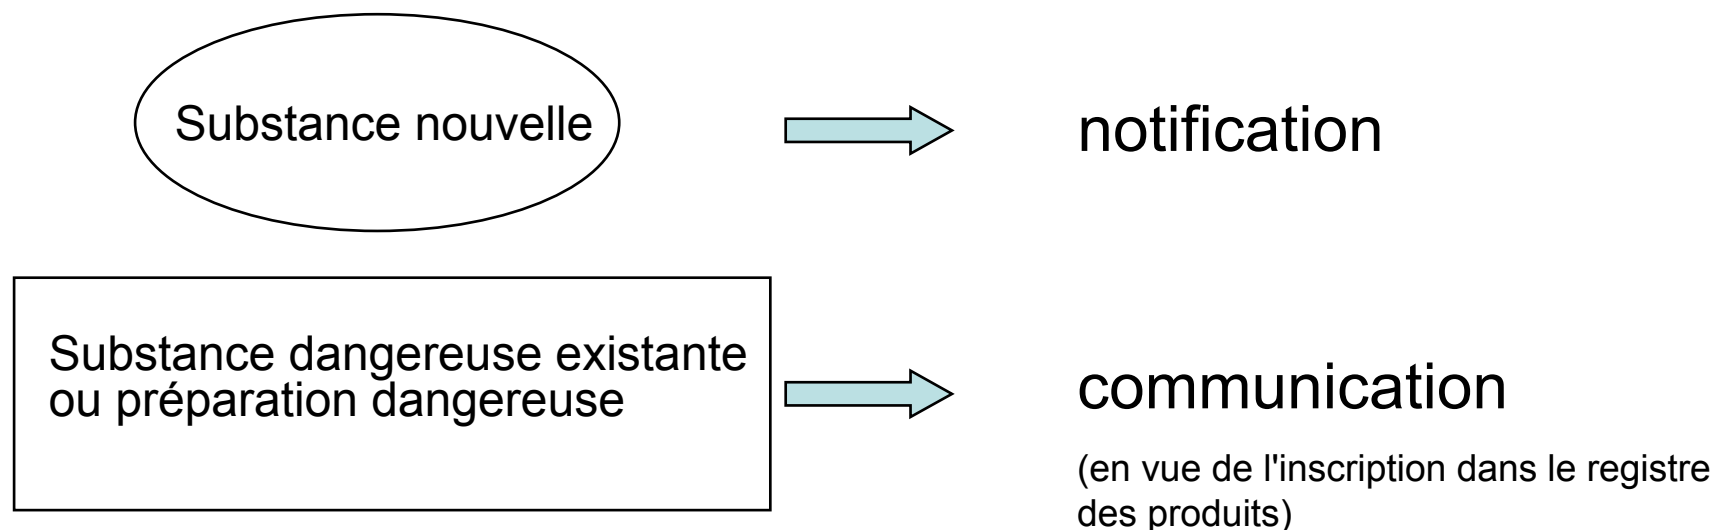 Substance nouvelle
notification
Substance dangereuse existante
ou préparation dangereuse
communication
(en vue de l'inscription dans le registre
des produits)